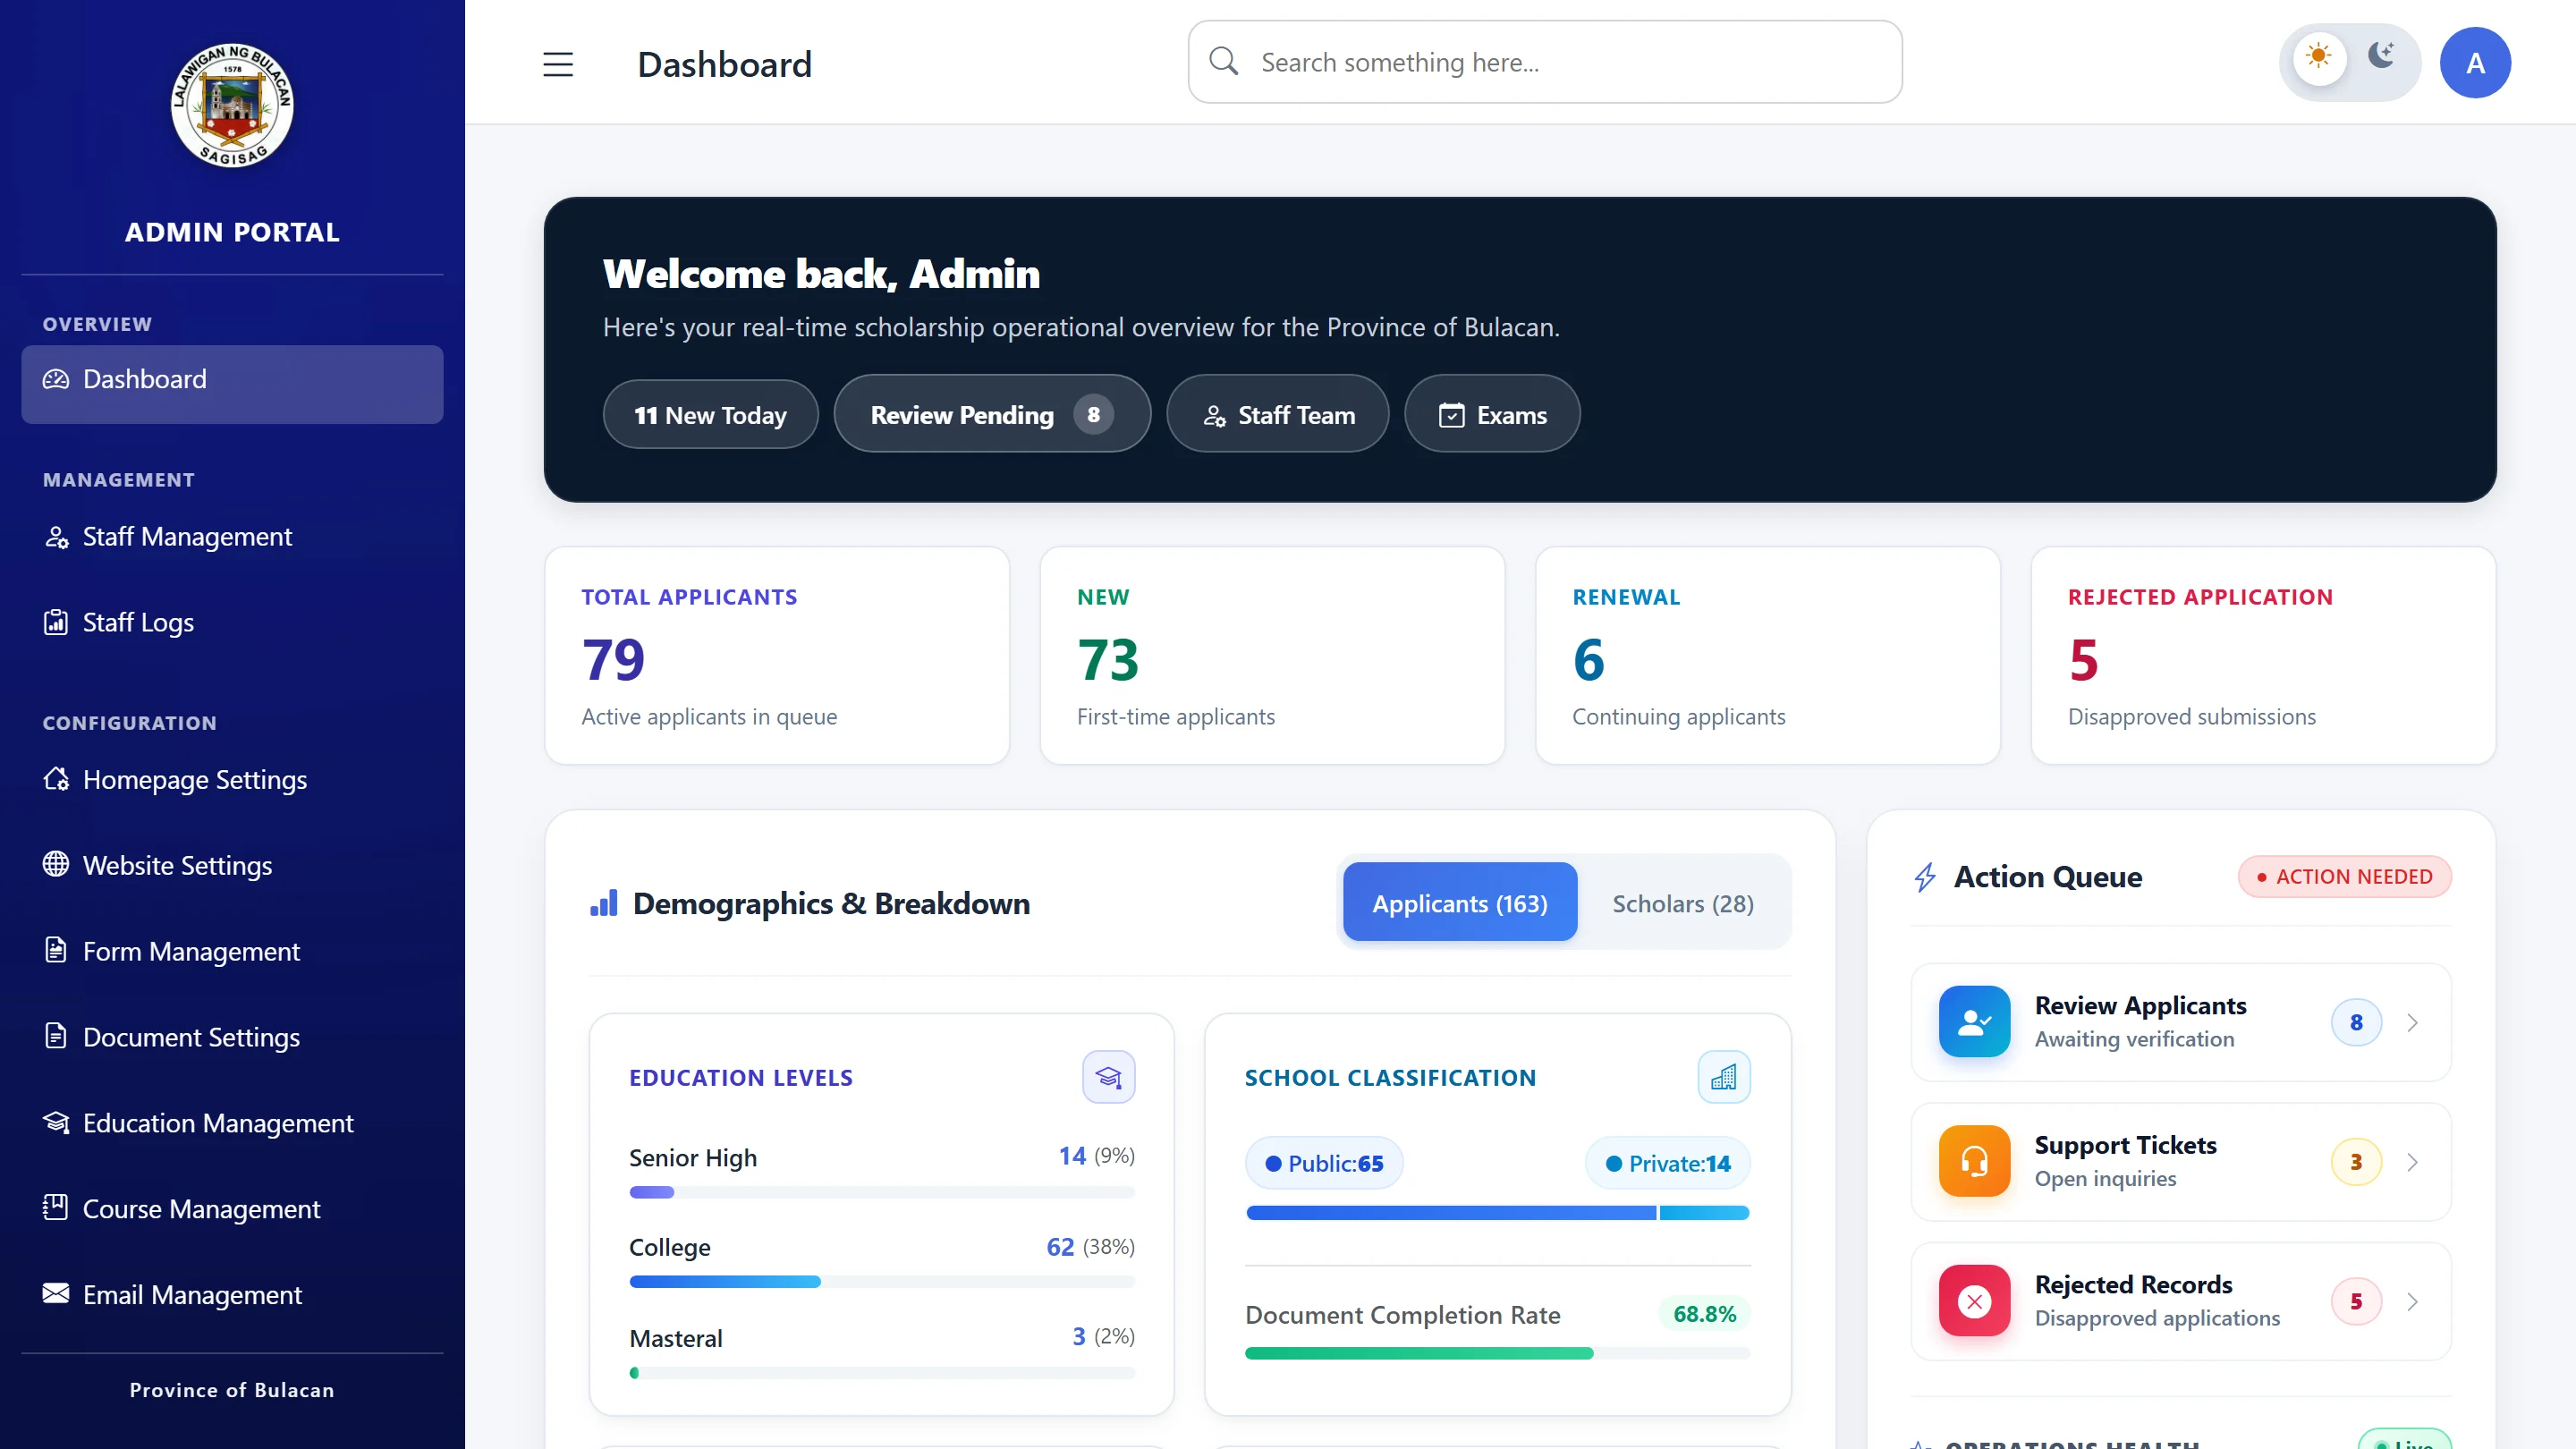 LALAWIGAN NG BULACAN
1578
SAGISAG
ADMIN PORTAL
OVERVIEW
Dashboard
MANAGEMENT
Staff Management
Staff Logs
CONFIGURATION
Homepage Settings
Website Settings
Form Management
Document Settings
Education Management
Course Management
Email Management
Province of Bulacan
Dashboard
Search something here...
A
Welcome back, Admin
Here's your real-time scholarship operational overview for the Province of Bulacan.
11 New Today
Review Pending 8
Staff Team
Exams
TOTAL APPLICANTS
79
Active applicants in queue
NEW
73
First-time applicants
RENEWAL
6
Continuing applicants
REJECTED APPLICATION
5
Disapproved submissions
Demographics & Breakdown
Applicants (163)
Scholars (28)
EDUCATION LEVELS
Senior High 14 (9%)
College 62 (38%)
Masteral 3 (2%)
SCHOOL CLASSIFICATION
Public:65
Private:14
Document Completion Rate 68.8%
Action Queue
ACTION NEEDED
Review Applicants
Awaiting verification
8
Support Tickets
Open inquiries
3
Rejected Records
Disapproved applications
5
OPERATIONS HEALTH
Live